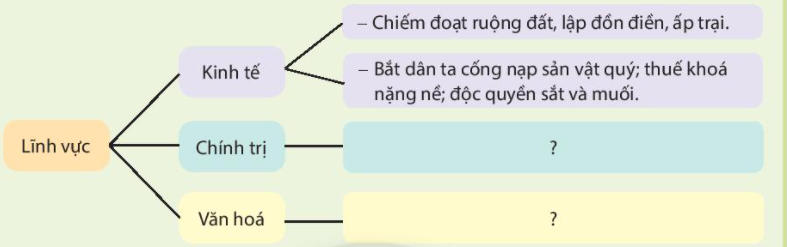 – Chiếm đoạt ruộng đất, lập đồn điền, ấp trại.
Kinh tế
– Bắt dân ta cống nạp sản vật quý; thuế khoá
nặng nề; độc quyền sắt và muối.
Lĩnh vực
Chính trị
?
Văn hoá
?